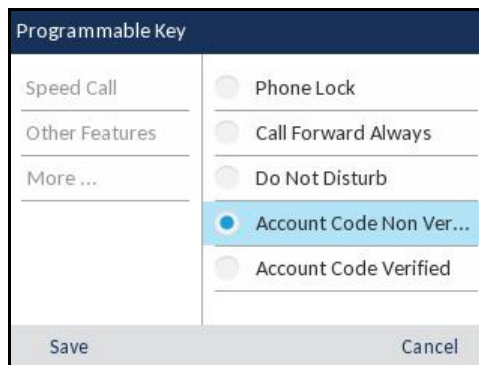 Programmable Key
Speed Call
Other Features
More ...
Phone Lock
Call Forward Always
Do Not Disturb
Account Code Non Ver...
Account Code Verified
Save
Cancel